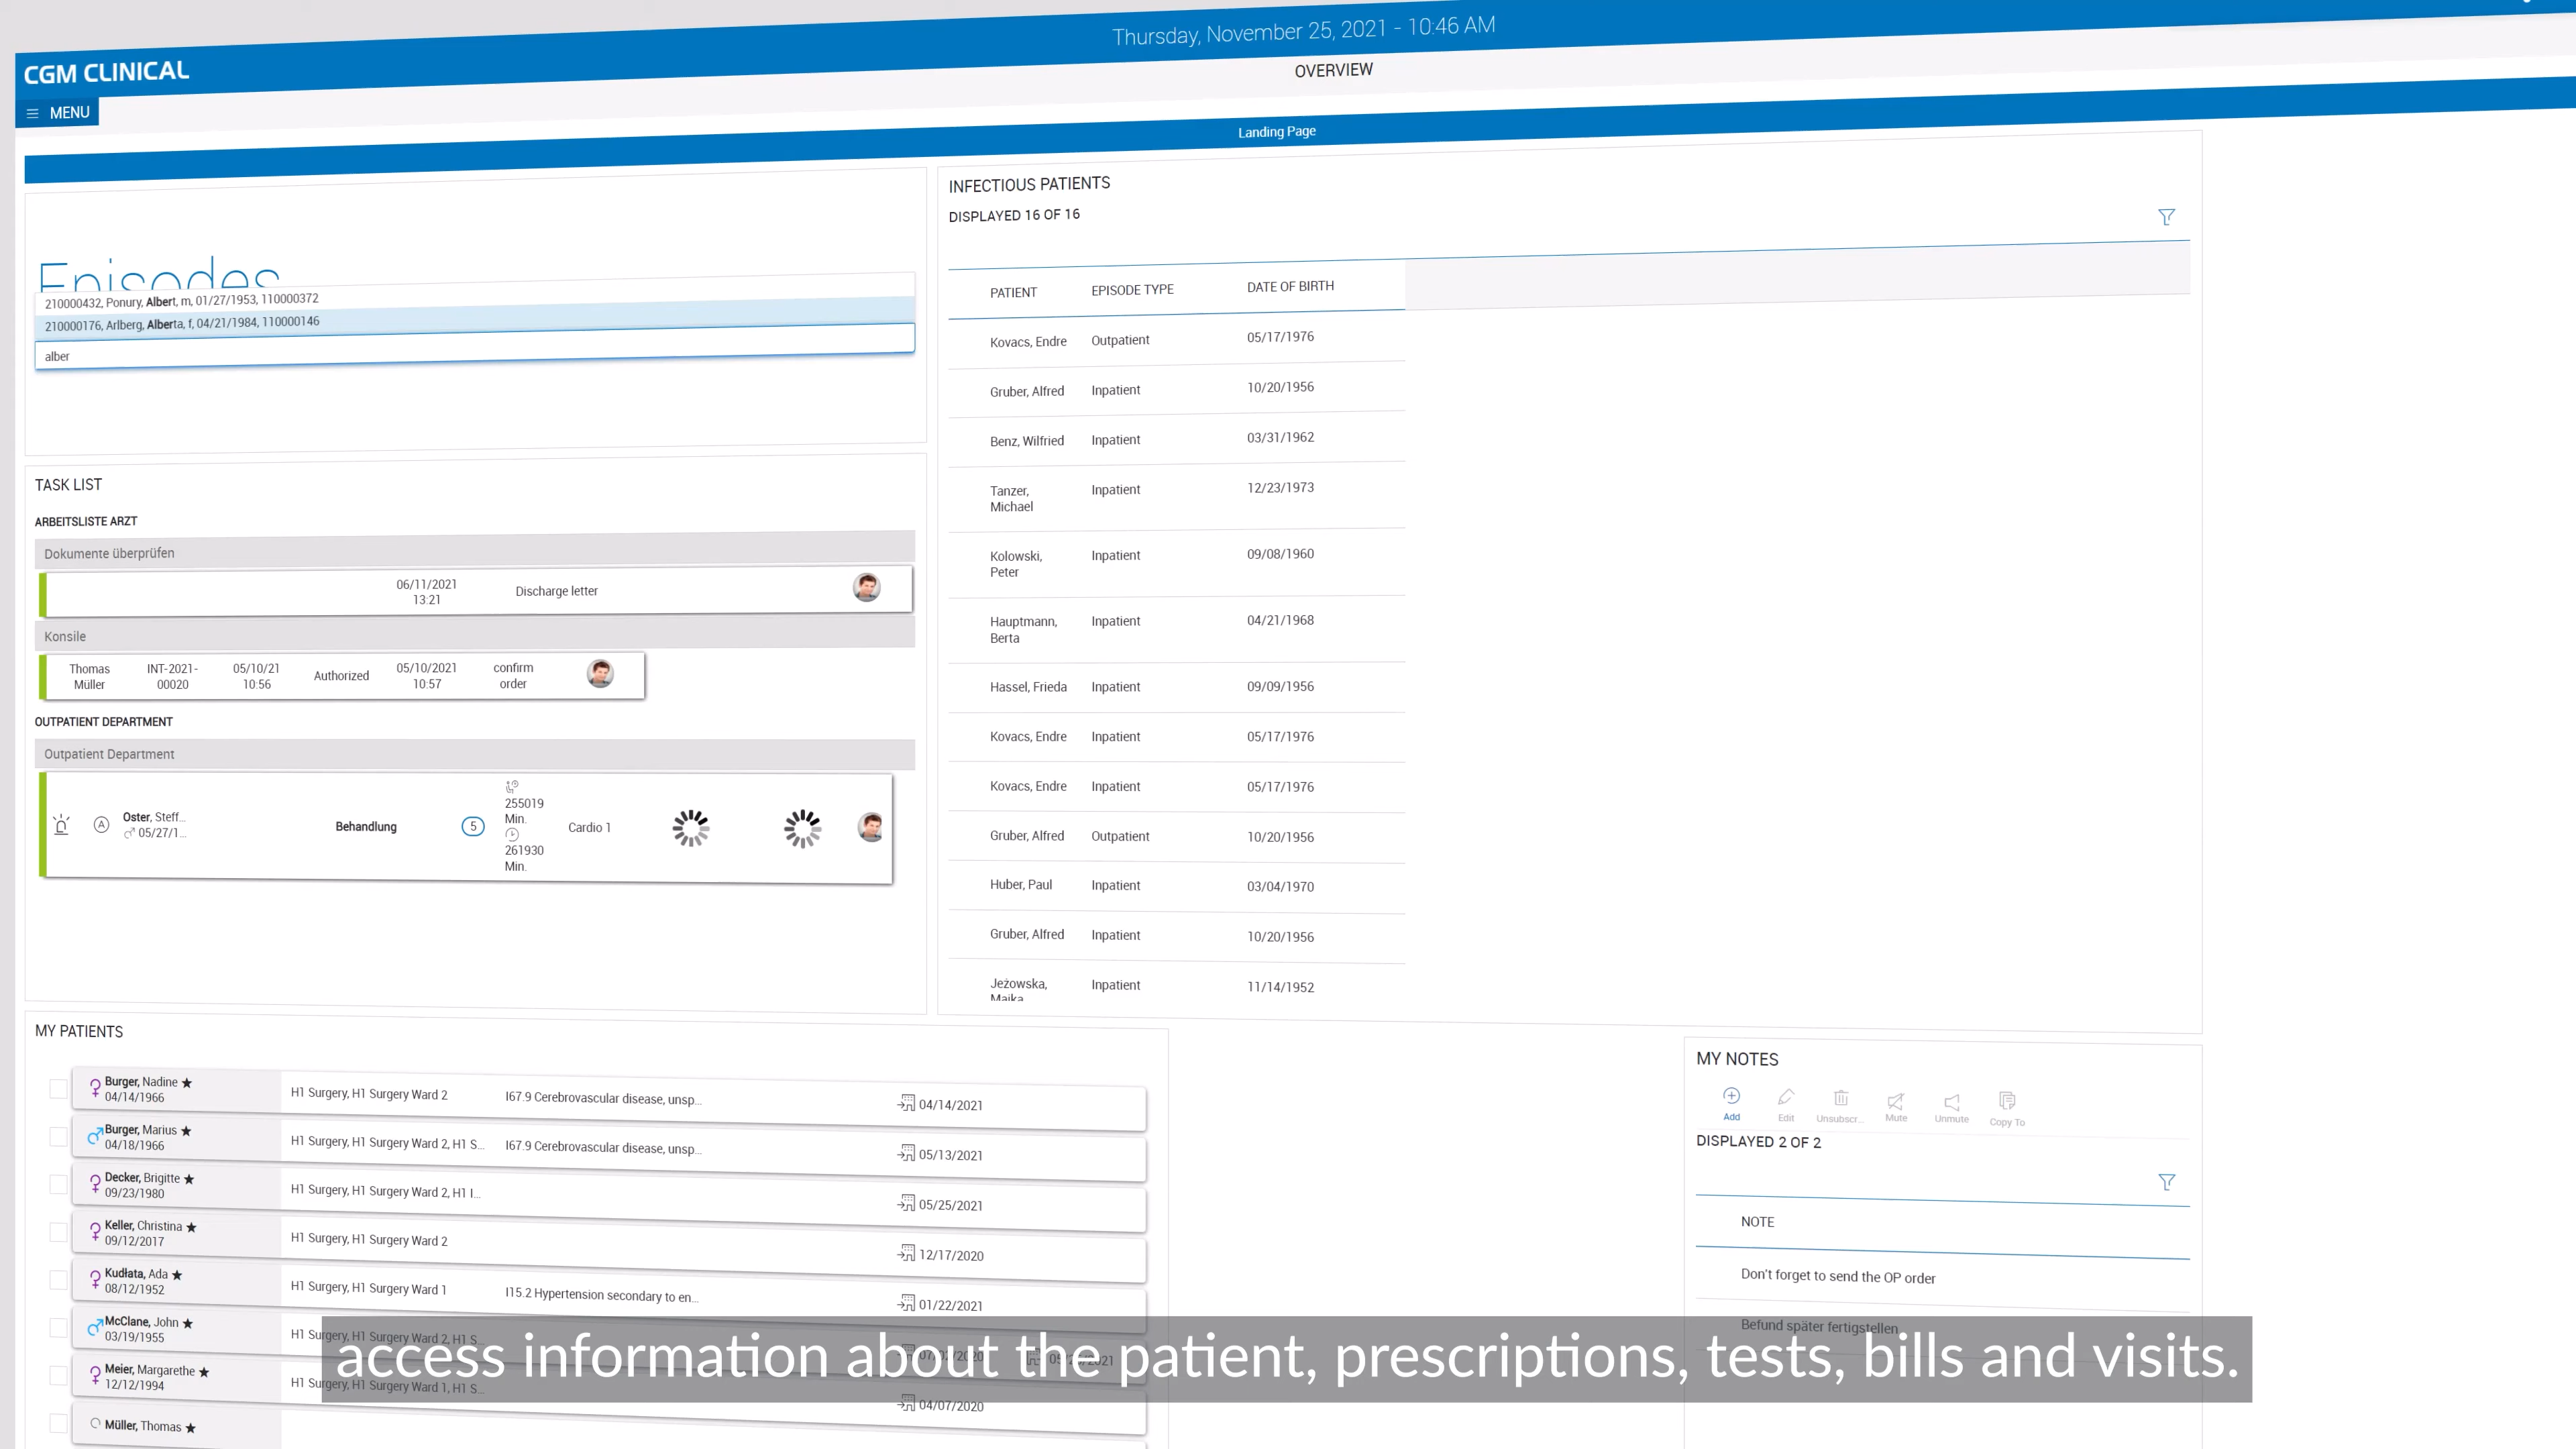 Thursday, November 25, 2021 - 10:46 AM
CGM CLINICAL
OVERVIEW
MENU
Landing Page
Episodes
210000432, Ponury, Albert, m, 01/27/1953, 110000372
210000176, Arlberg, Alberta, f, 04/21/1984, 110000146
alber
TASK LIST
ARBEITSLISTE ARZT
Dokumente überprüfen
06/11/2021
13:21
Discharge letter
Konsile
Thomas
Müller
INT-2021-
00020
05/10/21
10:56
Authorized
05/10/2021
10:57
confirm
order
OUTPATIENT DEPARTMENT
Outpatient Department
A
Oster, Steff...
05/27/1...
Behandlung
5
255019
Min.
261930
Min.
Cardio 1
INFECTIOUS PATIENTS
DISPLAYED 16 OF 16
PATIENT EPISODE TYPE DATE OF BIRTH
Kovacs, Endre Outpatient 05/17/1976
Gruber, Alfred Inpatient 10/20/1956
Benz, Wilfried Inpatient 03/31/1962
Tanzer,
Michael
Inpatient 12/23/1973
Kolowski,
Peter
Inpatient 09/08/1960
Hauptmann,
Berta
Inpatient 04/21/1968
Hassel, Frieda Inpatient 09/09/1956
Kovacs, Endre Inpatient 05/17/1976
Kovacs, Endre Inpatient 05/17/1976
Gruber, Alfred Outpatient 10/20/1956
Huber, Paul Inpatient 03/04/1970
Gruber, Alfred Inpatient 10/20/1956
Jeżowska,
Majka
Inpatient 11/14/1952
MY PATIENTS
Burger, Nadine ★
04/14/1966
H1 Surgery, H1 Surgery Ward 2 I67.9 Cerebrovascular disease, unsp... 04/14/2021
Burger, Marius ★
04/18/1966
H1 Surgery, H1 Surgery Ward 2, H1 S... I67.9 Cerebrovascular disease, unsp... 05/13/2021
Decker, Brigitte ★
09/23/1980
H1 Surgery, H1 Surgery Ward 2, H1 I... 05/25/2021
Keller, Christina ★
09/12/2017
H1 Surgery, H1 Surgery Ward 2 12/17/2020
Kudłata, Ada ★
08/12/1952
H1 Surgery, H1 Surgery Ward 1 I15.2 Hypertension secondary to en... 01/22/2021
McClane, John ★
03/19/1955
H1 Surgery, H1 Surgery Ward 2, H1 S...
Meier, Margarethe ★
12/12/1994
H1 Surgery, H1 Surgery Ward 1, H1 S... 04/07/2020
Müller, Thomas ★
MY NOTES
Add Edit Unsubscr... Mute Unmute Copy To
DISPLAYED 2 OF 2
NOTE
Don't forget to send the OP order
Befund später fertigstellen
access information about the patient, prescriptions, tests, bills and visits.